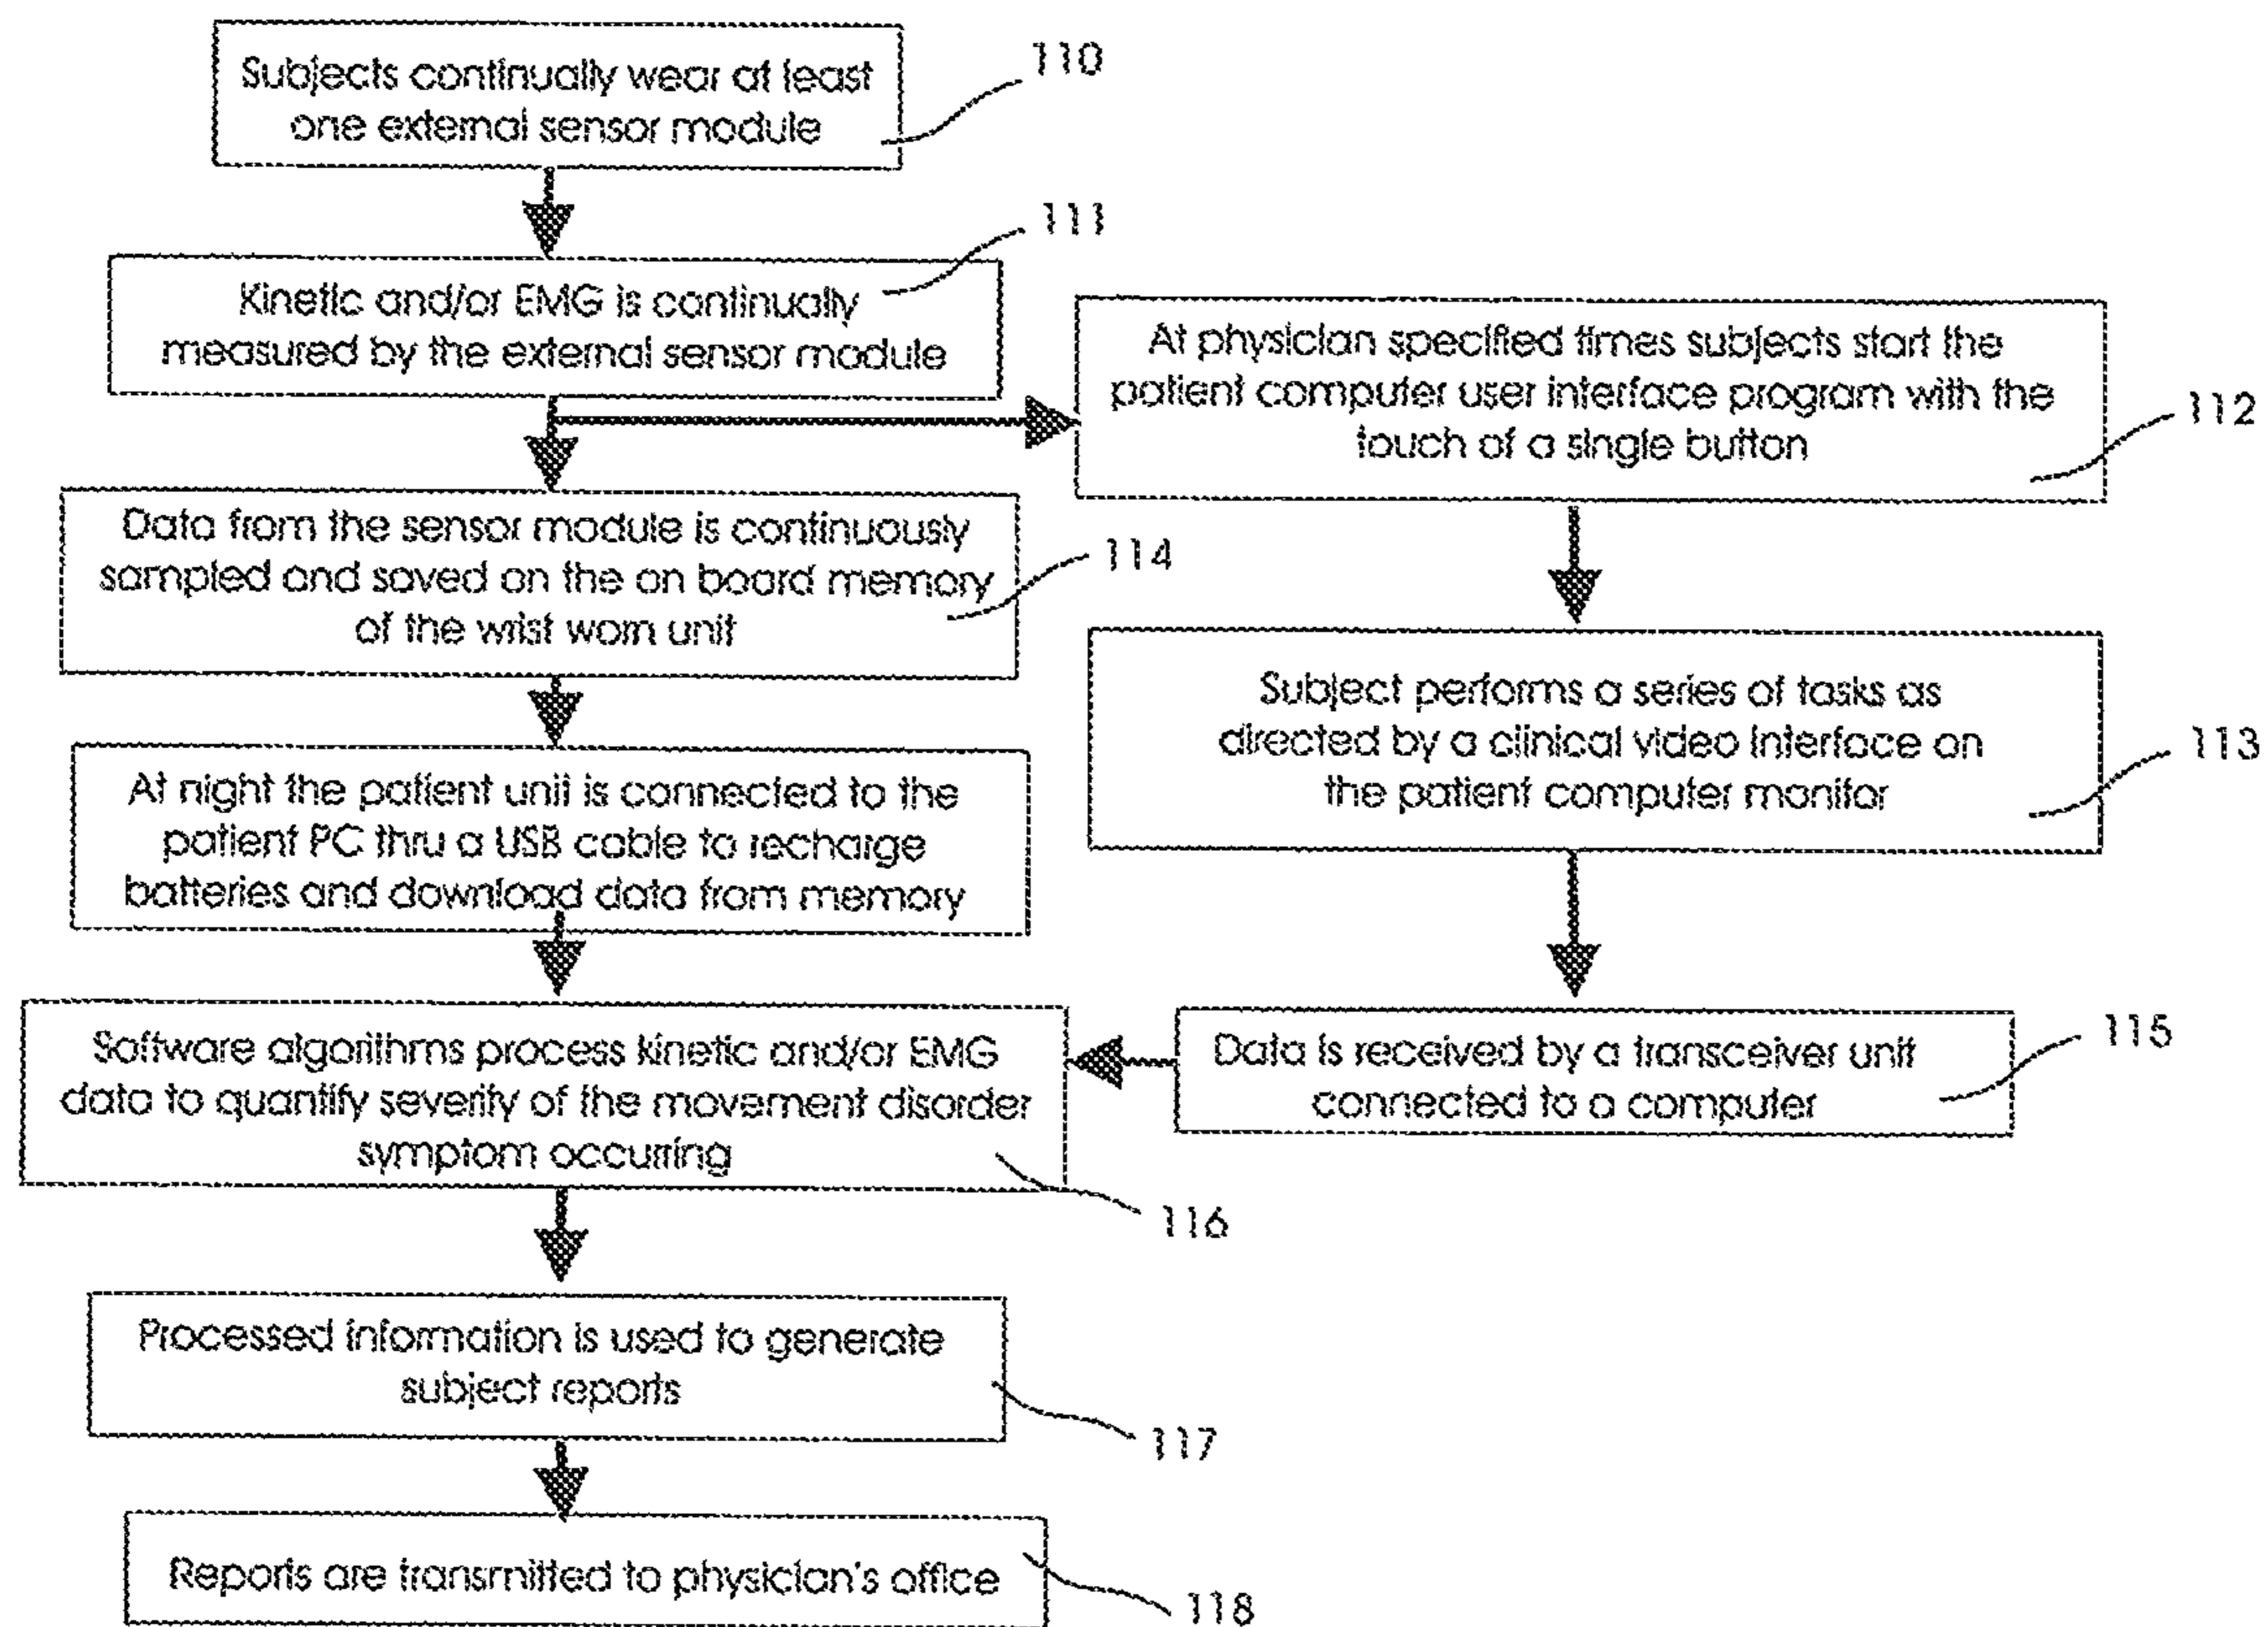 Subjects continually wear at least
one external sensor module
110
Kinetic and/or EMG is continually
measured by the external sensor module
111
At physician specified times subjects start the
patient computer user interface program with the
touch of a single button
112
Data from the sensor module is continuously
sampled and saved on the on board memory
of the wrist worn unit
114
Subject performs a series of tasks as
directed by a clinical video interface on
the patient computer monitor
113
At night the patient unit is connected to the
patient PC thru a USB cable to recharge
batteries and download data from memory
Software algorithms process kinetic and/or EMG
data to quantify severity of the movement disorder
symptom occurring
116
Data is received by a transceiver unit
connected to a computer
115
Processed information is used to generate
subject reports
117
Reports are transmitted to physician's office
118